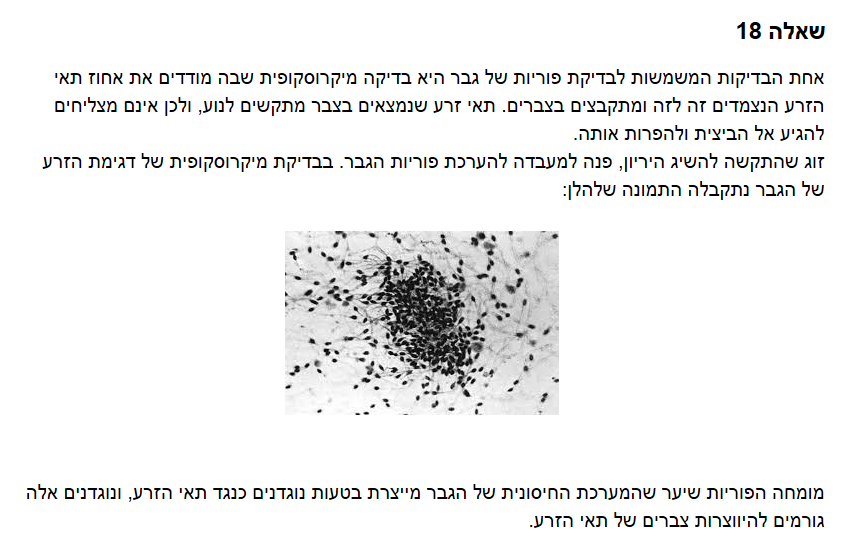 שאלה 18
אחת הבדיקות המשמשות לבדיקת פוריות של גבר היא בדיקה מיקרוסקופית שבה מודדים את אחוז תאי
הזרע הנצמדים זה לזה ומתקבצים בצברים. תאי זרע שנמצאים בצבר מתקשים לנוע, ולכן אינם מצליחים
להגיע אל הביצית ולהפרות אותה.
זוג שהתקשה להשיג היריון, פנה למעבדה להערכת פוריות הגבר. בבדיקת מיקרוסקופית של דגימת הזרע
של הגבר נתקבלה התמונה שלהלן:
מומחה הפוריות שיער שהמערכת החיסונית של הגבר מייצרת בטעות נוגדנים כנגד תאי הזרע, ונוגדנים אלה
גורמים להיווצרות צברים של תאי הזרע.